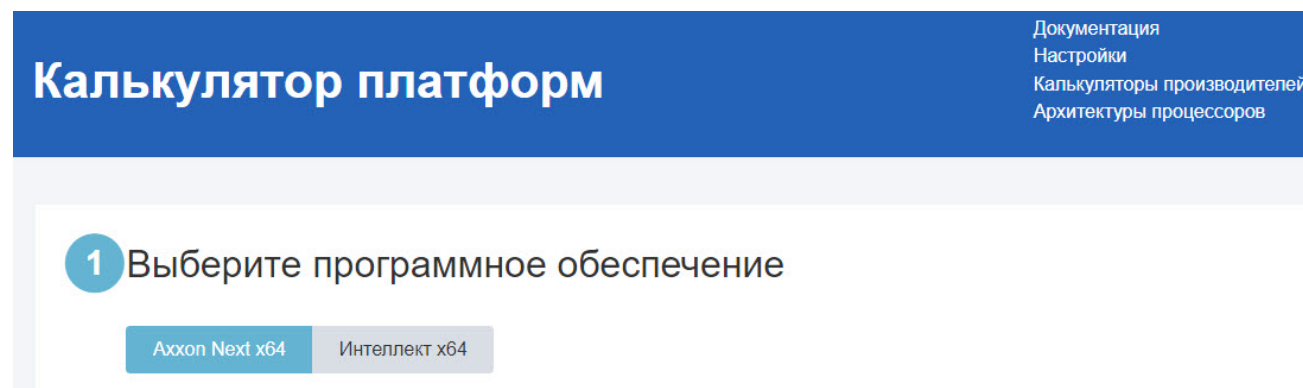 Калькулятор платформ
Документация
Настройки
Калькуляторы производителей
Архитектуры процессоров
1 Выберите программное обеспечение
Axxon Next x64 Интеллект x64